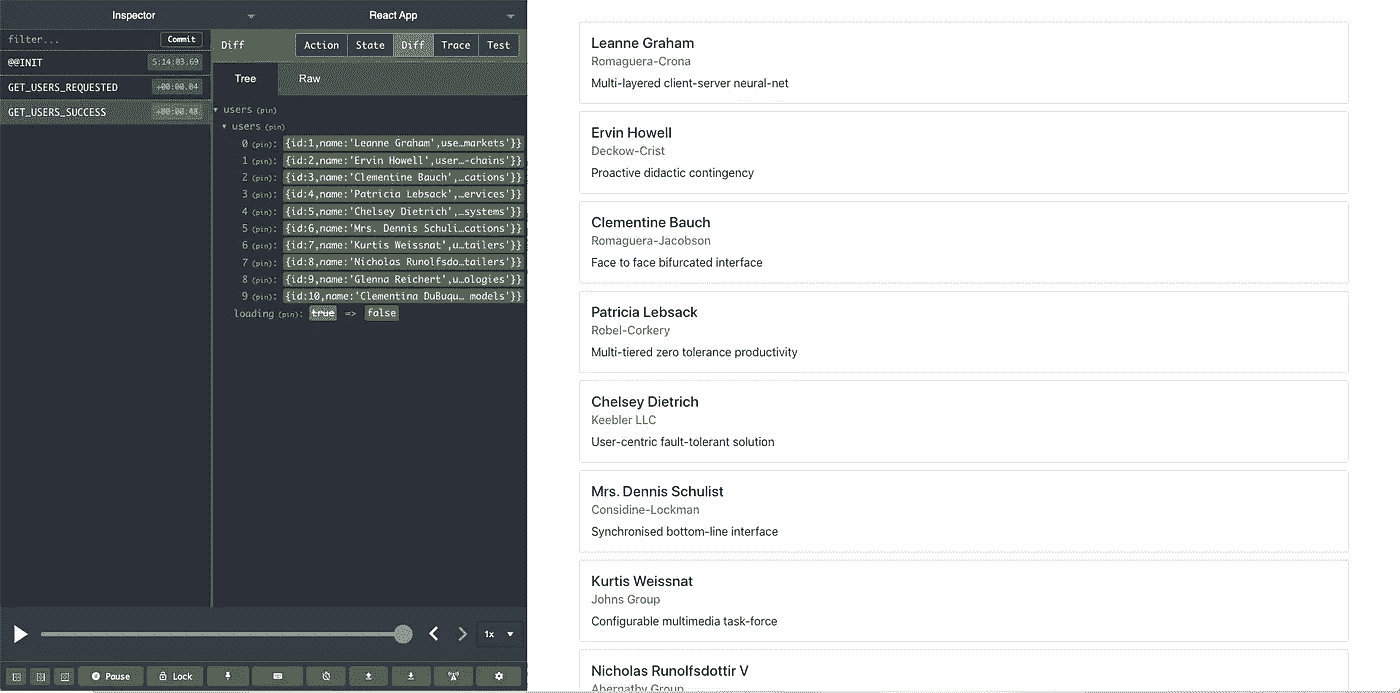 Inspector
React App
filter...
Commit
@@INIT
5:14:03.69
GET_USERS_REQUESTED
+00:00.04
GET_USERS_SUCCESS
+00:00.48
Diff
Action
State
Diff
Trace
Test
Tree
Raw
users (pin)
users (pin)
0 (pin): {id:1,name:'Leanne Graham',use…markets'}}
1 (pin): {id:2,name:'Ervin Howell',user…-chains'}}
2 (pin): {id:3,name:'Clementine Bauch',…cations'}}
3 (pin): {id:4,name:'Patricia Lebsack',…ervices'}}
4 (pin): {id:5,name:'Chelsey Dietrich',…systems'}}
5 (pin): {id:6,name:'Mrs. Dennis Schuli…cations'}}
6 (pin): {id:7,name:'Kurtis Weissnat',u…tailers'}}
7 (pin): {id:8,name:'Nicholas Runolfsdo…tailers'}}
8 (pin): {id:9,name:'Glenna Reichert',u…ologies'}}
9 (pin): {id:10,name:'Clementina DuBuqu… models'}}
loading (pin): true => false
1x
Pause
Lock
Leanne Graham
Romaguera-Crona
Multi-layered client-server neural-net
Ervin Howell
Deckow-Crist
Proactive didactic contingency
Clementine Bauch
Romaguera-Jacobson
Face to face bifurcated interface
Patricia Lebsack
Robel-Corkery
Multi-tiered zero tolerance productivity
Chelsey Dietrich
Keebler LLC
User-centric fault-tolerant solution
Mrs. Dennis Schulist
Considine-Lockman
Synchronised bottom-line interface
Kurtis Weissnat
Johns Group
Configurable multimedia task-force
Nicholas Runolfsdottir V
Abernathy Group